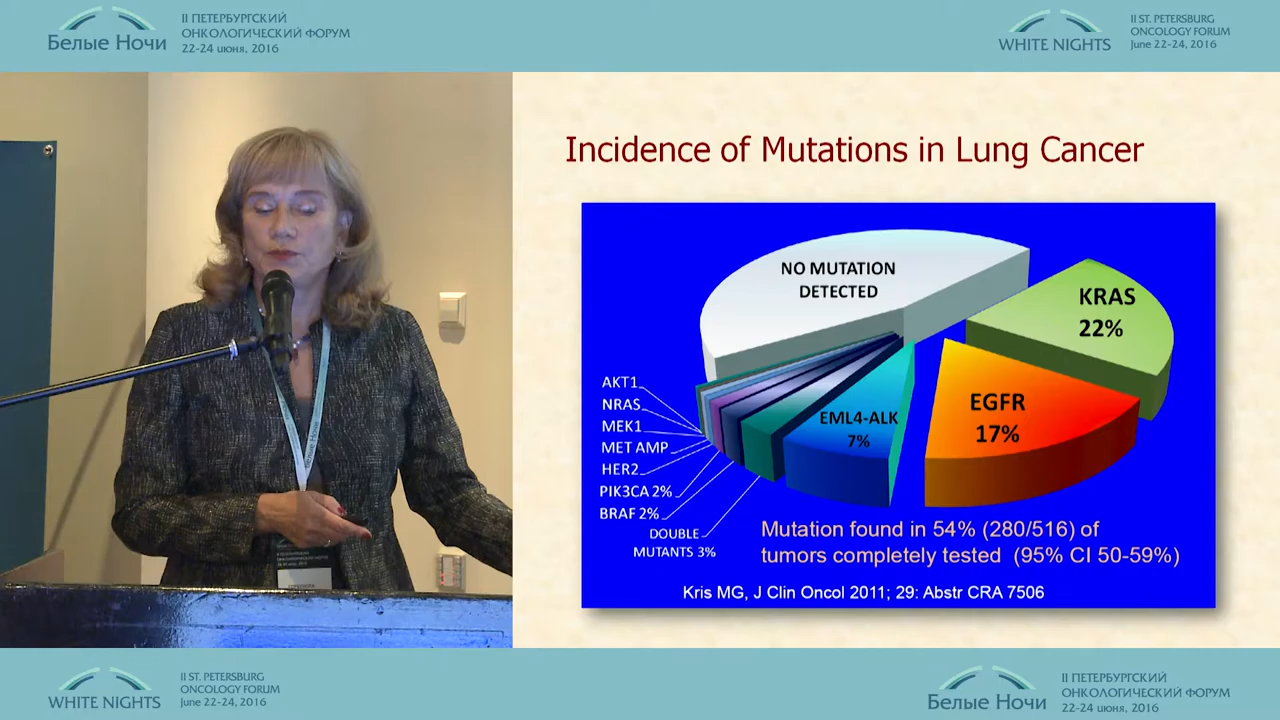 Белые Ночи
II ПЕТЕРБУРГСКИЙ
ОНКОЛОГИЧЕСКИЙ ФОРУМ
22-24 июня, 2016
WHITE NIGHTS
II ST. PETERSBURG
ONCOLOGY FORUM
June 22-24, 2016
Incidence of Mutations in Lung Cancer
NO MUTATION
DETECTED
KRAS
22%
EGFR
17%
EML4-ALK
7%
AKT1
NRAS
MEK1
MET AMP
HER2
PIK3CA 2%
BRAF 2%
DOUBLE
MUTANTS 3%
Mutation found in 54% (280/516) of
tumors completely tested (95% CI 50-59%)
Kris MG, J Clin Oncol 2011; 29: Abstr CRA 7506
WHITE NIGHTS
II ST. PETERSBURG
ONCOLOGY FORUM
June 22-24, 2016
Белые Ночи
II ПЕТЕРБУРГСКИЙ
ОНКОЛОГИЧЕСКИЙ ФОРУМ
22-24 июня, 2016